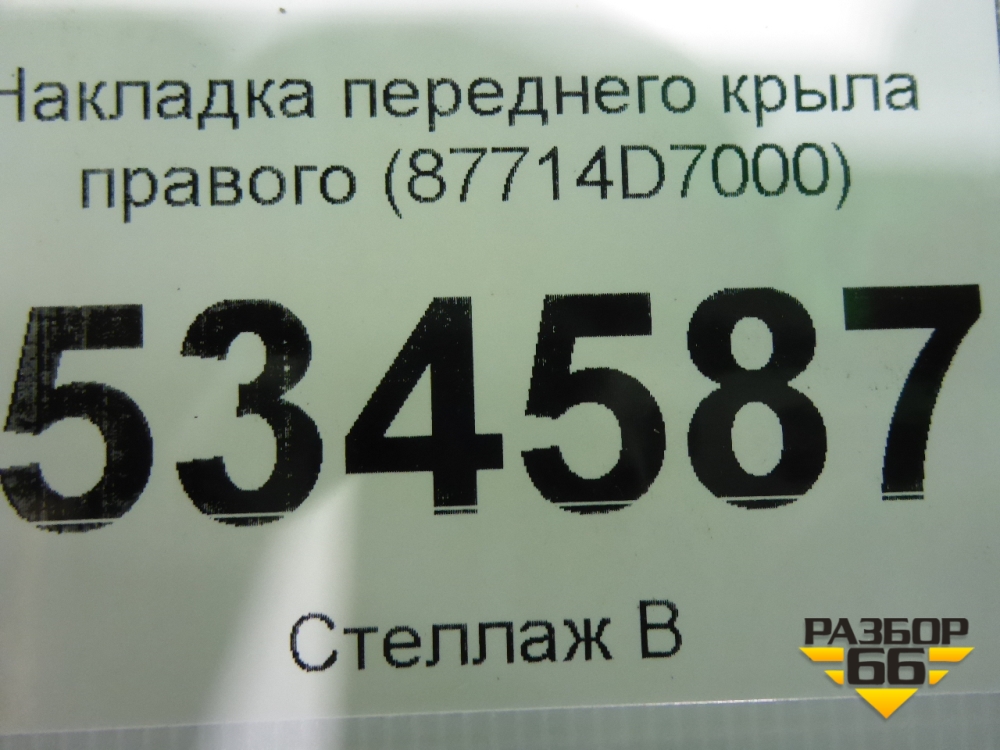 Накладка переднего крыла
правого (87714D7000)
534587
Стеллаж В
РАЗБОР
66